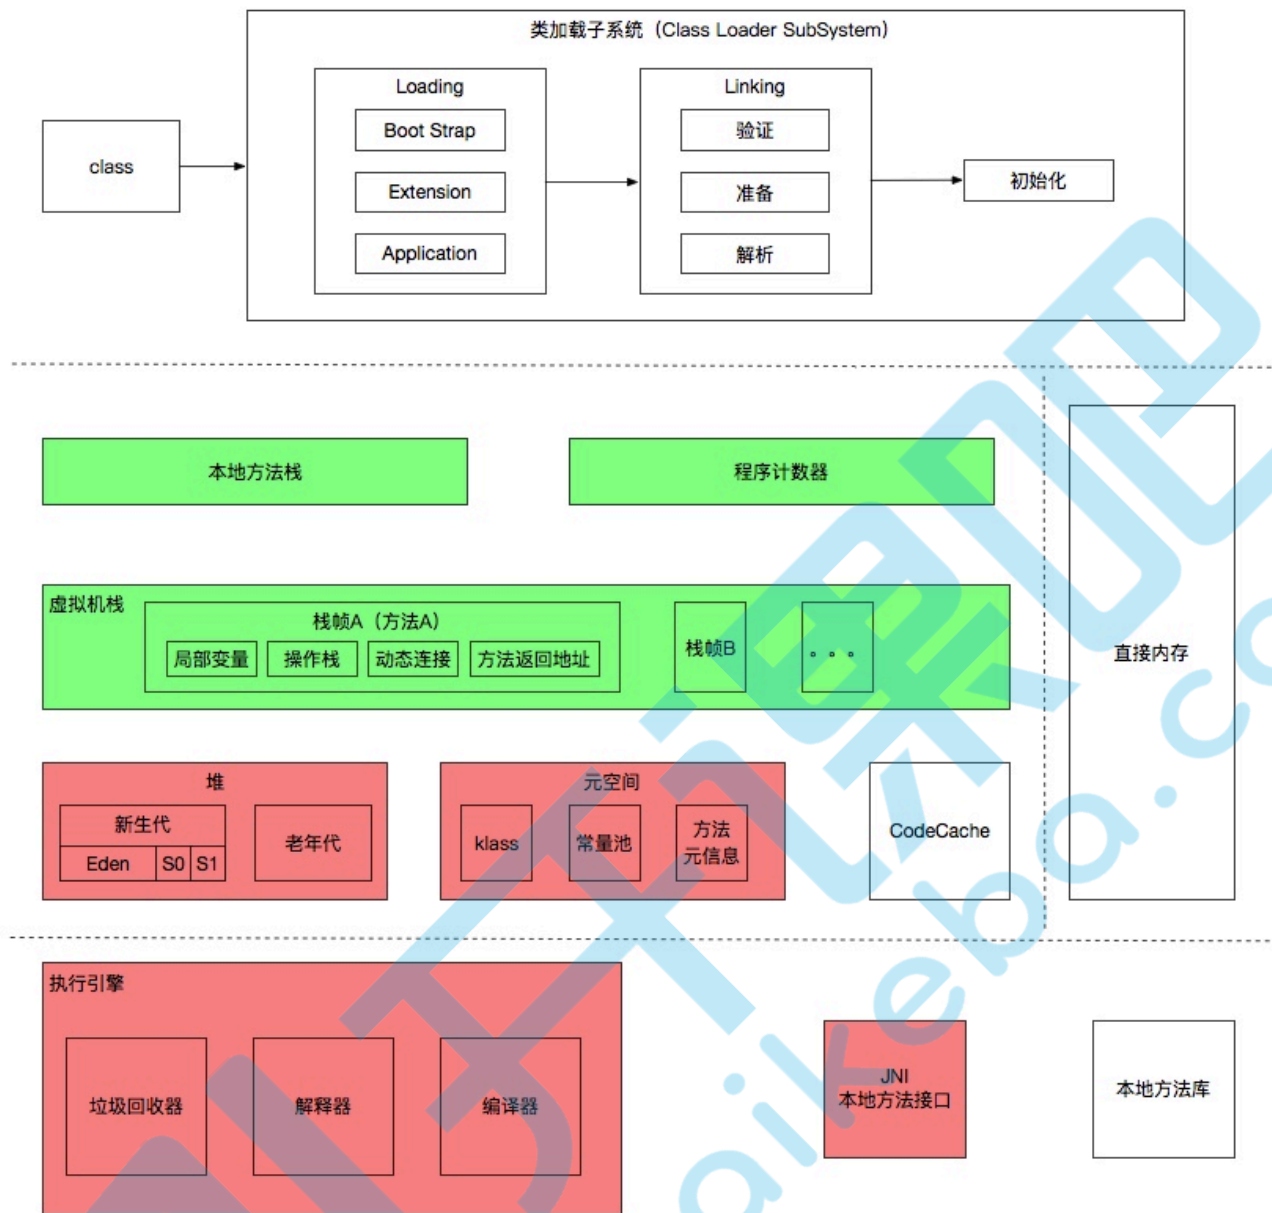 类加载子系统（Class Loader SubSystem）
Loading
Linking
Boot Strap
验证
class
Extension
准备
初始化
Application
解析
本地方法栈
程序计数器
虚拟机栈
栈帧A（方法A）
局部变量
操作栈
动态连接
方法返回地址
栈帧B
。。。
直接内存
堆
新生代
Eden
S0
S1
老年代
元空间
klass
常量池
方法
元信息
CodeCache
执行引擎
垃圾回收器
解释器
编译器
JNI
本地方法接口
本地方法库